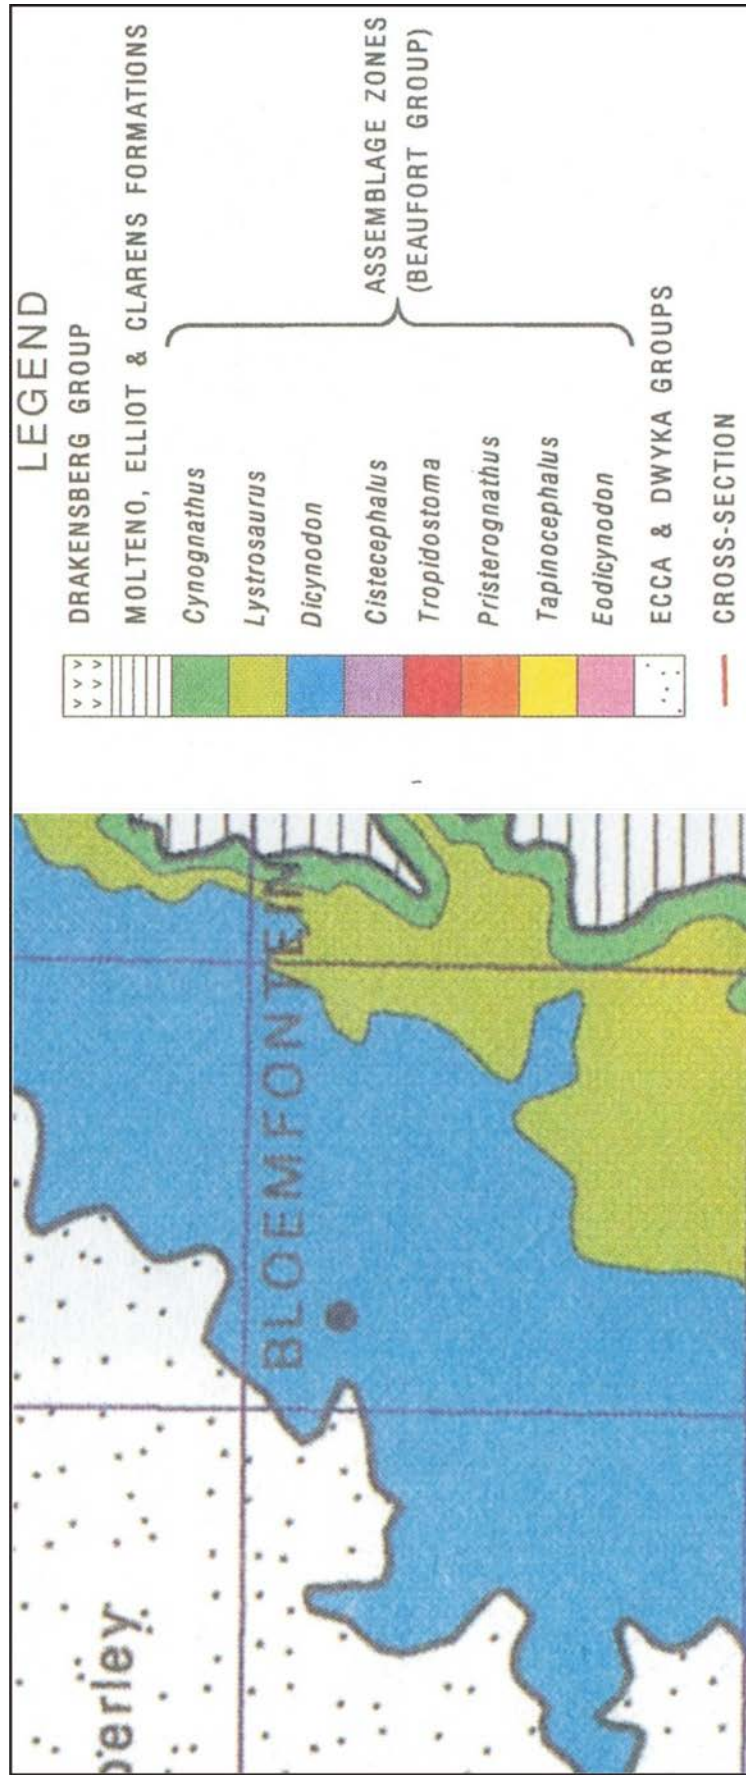 LEGEND
DRAKENSBERG GROUP
MOLTENO, ELLIOT & CLARENS FORMATIONS
Cynognathus
Lystrosaurus
Dicynodon
Cistecephalus
Tropidostoma
Pristerognathus
Tapinocephalus
Eodicynodon
ASSEMBLAGE ZONES
(BEAUFORT GROUP)
ECCA & DWYKA GROUPS
CROSS-SECTION
BLOEMFONTEIN
berley